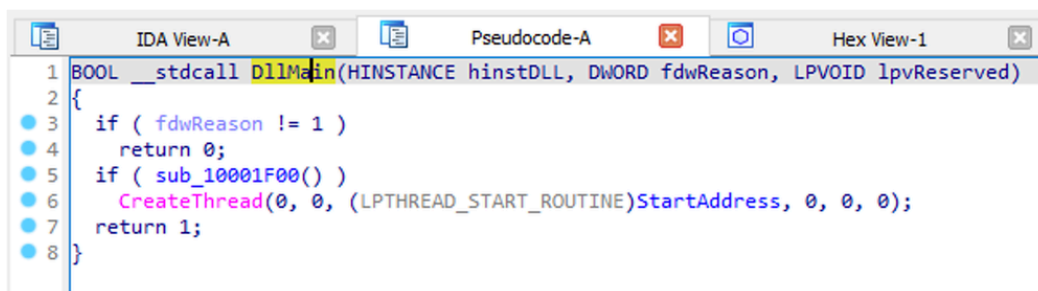 IDA View-A Pseudocode-A Hex View-1
1 BOOL __stdcall DllMain(HINSTANCE hinstDLL, DWORD fdwReason, LPVOID lpvReserved)
2 {
3 if ( fdwReason != 1 )
4 return 0;
5 if ( sub_10001F00() )
6 CreateThread(0, 0, (LPTHREAD_START_ROUTINE)StartAddress, 0, 0, 0);
7 return 1;
8 }